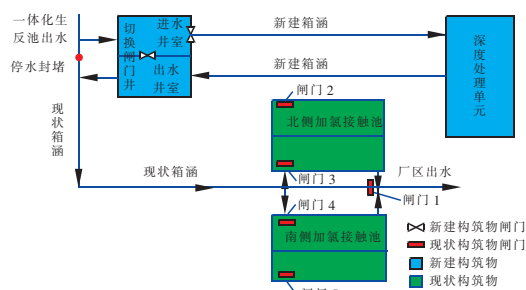 一体化生
反池出水
停水封堵
现状箱涵
切换闸门井
进水井室
出水井室
新建箱涵
新建箱涵
深度处理单元
闸门 2
北侧加氯接触池
闸门 3
现状箱涵
厂区出水
闸门 1
闸门 4
南侧加氯接触池
新建构筑物闸门
现状构筑物闸门
新建构筑物
现状构筑物